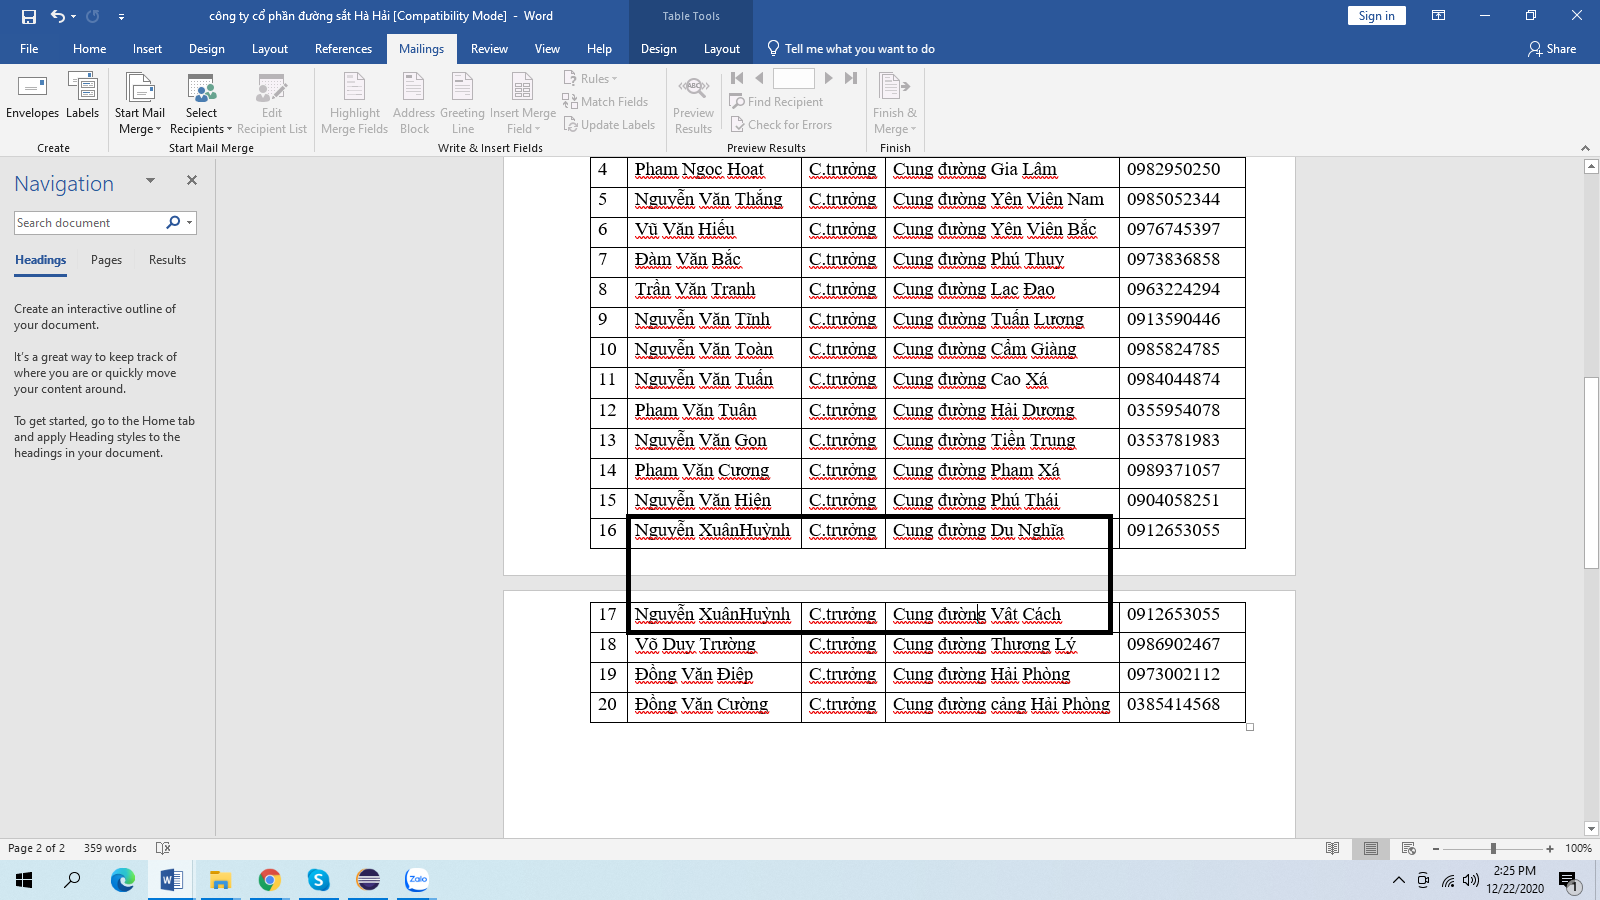 công ty cổ phần đường sắt Hà Hải [Compatibility Mode] - Word
Table Tools
Sign in
File Home Insert Design Layout References Mailings Review View Help Design Layout Tell me what you want to do Share
Envelopes Labels
Create
Start Mail Merge Select Recipients Edit Recipient List
Start Mail Merge
Highlight Merge Fields Address Block Greeting Line Insert Merge Field
Rules
Match Fields
Update Labels
Write & Insert Fields
Preview Results
Find Recipient
Check for Errors
Preview Results
Finish & Merge
Finish
Navigation
Search document
Headings Pages Results
Create an interactive outline of
your document.
It's a great way to keep track of
where you are or quickly move
your content around.
To get started, go to the Home tab
and apply Heading styles to the
headings in your document.
4 Phạm Ngọc Hoạt C.trưởng Cung đường Gia Lâm 0982950250
5 Nguyễn Văn Thắng C.trưởng Cung đường Yên Viên Nam 0985052344
6 Vũ Văn Hiếu C.trưởng Cung đường Yên Viên Bắc 0976745397
7 Đàm Văn Bắc C.trưởng Cung đường Phú Thụy 0973836858
8 Trần Văn Tranh C.trưởng Cung đường Lạc Đạo 0963224294
9 Nguyễn Văn Tĩnh C.trưởng Cung đường Tuấn Lương 0913590446
10 Nguyễn Văn Toàn C.trưởng Cung đường Cẩm Giàng 0985824785
11 Nguyễn Văn Tuấn C.trưởng Cung đường Cao Xá 0984044874
12 Phạm Văn Tuân C.trưởng Cung đường Hải Dương 0355954078
13 Nguyễn Văn Gọn C.trưởng Cung đường Tiền Trung 0353781983
14 Phạm Văn Cương C.trưởng Cung đường Phạm Xá 0989371057
15 Nguyễn Văn Hiện C.trưởng Cung đường Phú Thái 0904058251
16 Nguyễn XuânHuỳnh C.trưởng Cung đường Dụ Nghĩa 0912653055
17 Nguyễn XuânHuỳnh C.trưởng Cung đường Vật Cách 0912653055
18 Võ Duy Trường C.trưởng Cung đường Thượng Lý 0986902467
19 Đồng Văn Điệp C.trưởng Cung đường Hải Phòng 0973002112
20 Đồng Văn Cường C.trưởng Cung đường cảng Hải Phòng 0385414568
Page 2 of 2 359 words
100%
Zalo
2:25 PM
12/22/2020
1